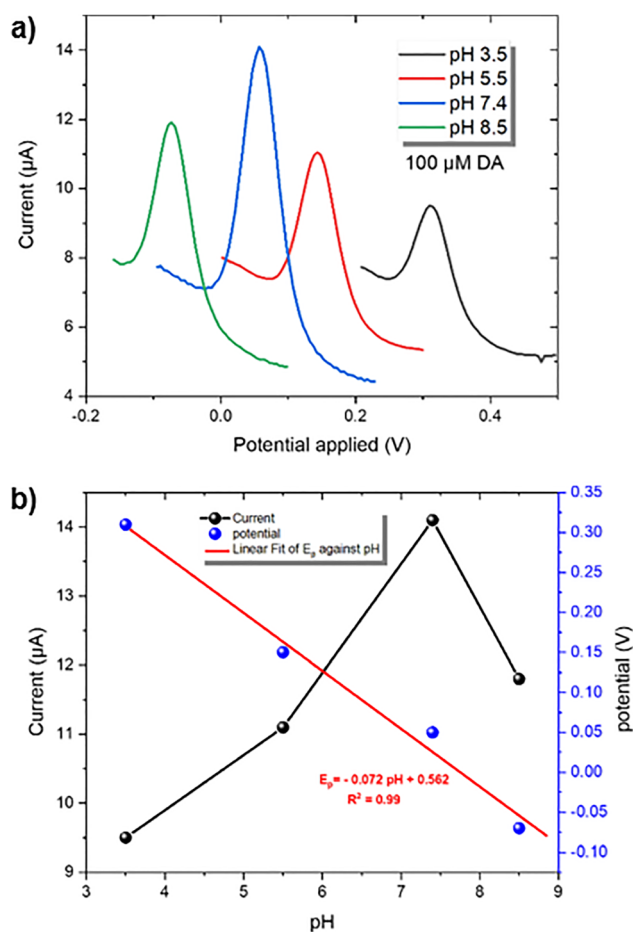 a)
14
12
10
8
6
4
Current (µA)
pH 3.5
pH 5.5
pH 7.4
pH 8.5
100 µM DA
-0.2
0.0
0.2
0.4
Potential applied (V)
b)
14
13
12
11
10
9
Current (µA)
Current
potential
Linear Fit of Ep against pH
Ep= - 0.072 pH + 0.562
R² = 0.99
0.35
0.30
0.25
0.20
0.15
0.10
0.05
0.00
-0.05
-0.10
potential (V)
3
4
5
6
7
8
9
pH